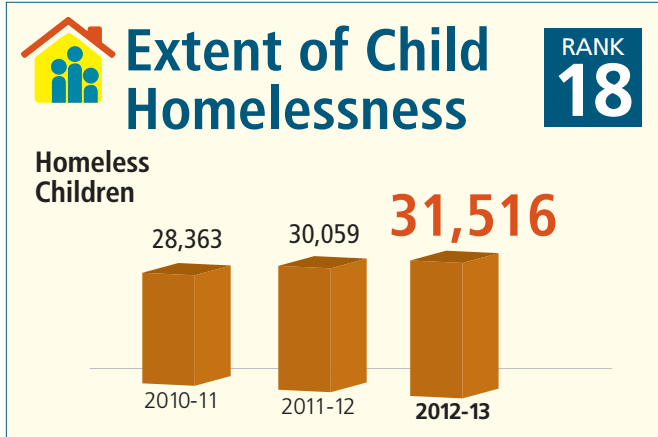 Extent of Child
Homelessness
RANK
18
Homeless
Children
28,363
30,059
31,516
2010-11
2011-12
2012-13